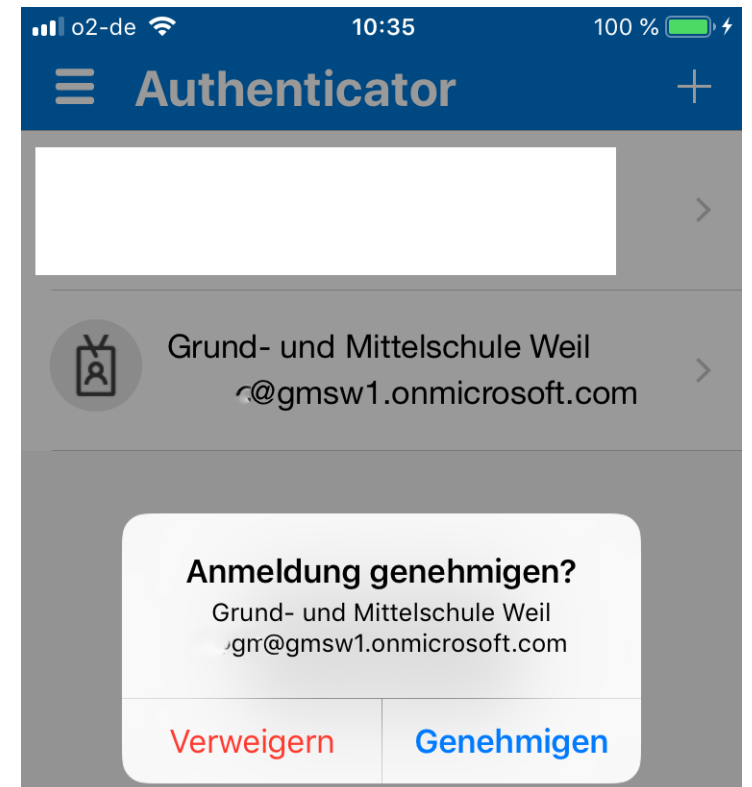 o2-de 10:35 100 %
Authenticator
Grund- und Mittelschule Weil
@gmsw1.onmicrosoft.com
Anmeldung genehmigen?
Grund- und Mittelschule Weil
@gmsw1.onmicrosoft.com
Verweigern Genehmigen